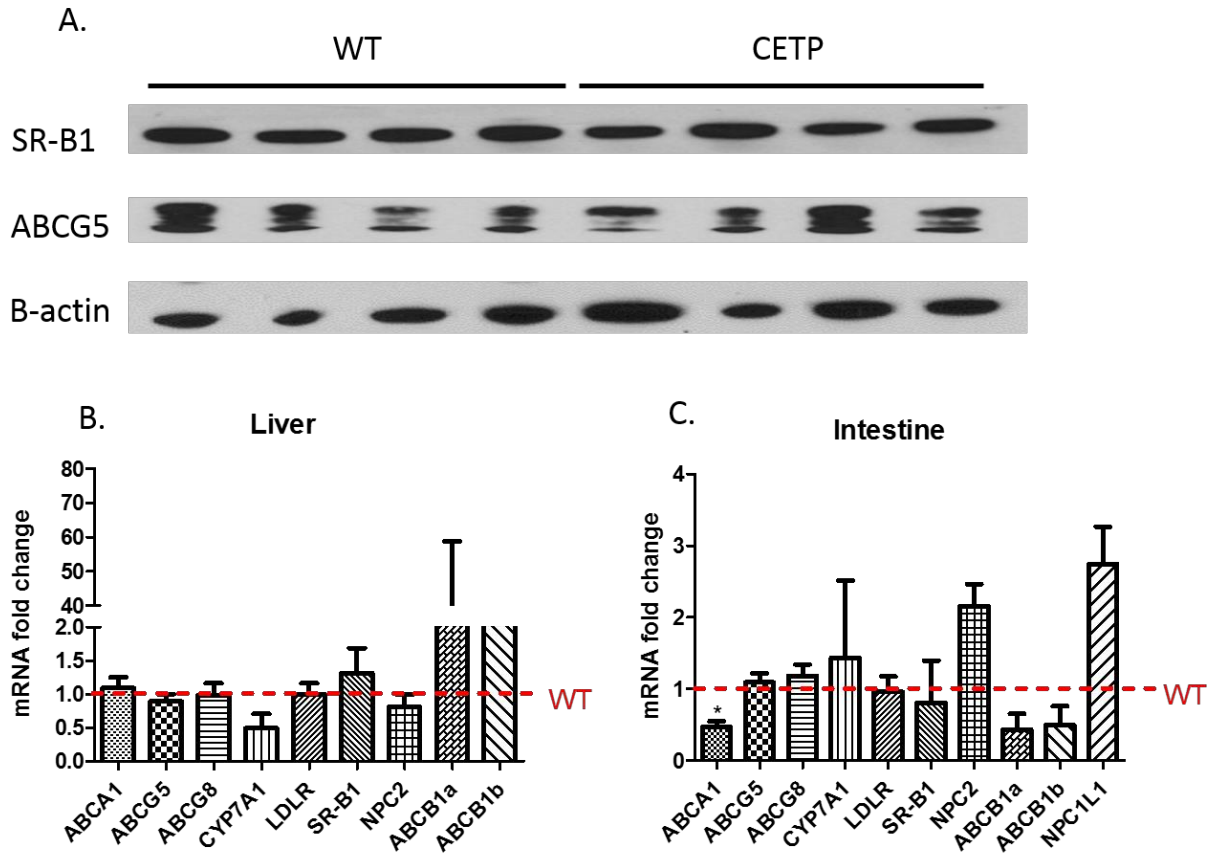 A.
WT CETP
SR-B1
ABCG5
B-actin
B.
Liver
mRNA fold change
80
70
60
50
40
2.0
1.5
1.0
0.5
0.0
WT
ABCA1
ABCG5
ABCG8
CYP7A1
LDLR
SR-B1
NPC2
ABCB1a
ABCB1b
C.
Intestine
mRNA fold change
4
3
2
1
0
*
WT
ABCA1
ABCG5
ABCG8
CYP7A1
LDLR
SR-B1
NPC2
ABCB1a
ABCB1b
NPC1L1